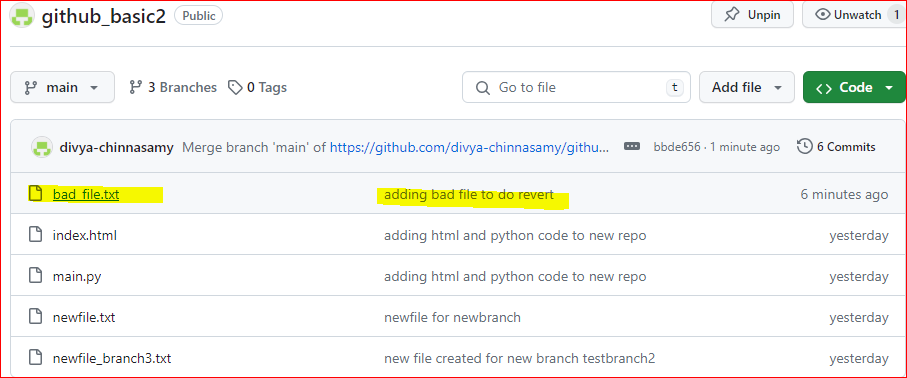 github_basic2 Public Unpin Unwatch 1
main 3 Branches 0 Tags Go to file t Add file Code
divya-chinnasamy Merge branch 'main' of https://github.com/divya-chinnasamy/githu... bbde656 · 1 minute ago 6 Commits
bad_file.txt adding bad file to do revert 6 minutes ago
index.html adding html and python code to new repo yesterday
main.py adding html and python code to new repo yesterday
newfile.txt newfile for newbranch yesterday
newfile_branch3.txt new file created for new branch testbranch2 yesterday